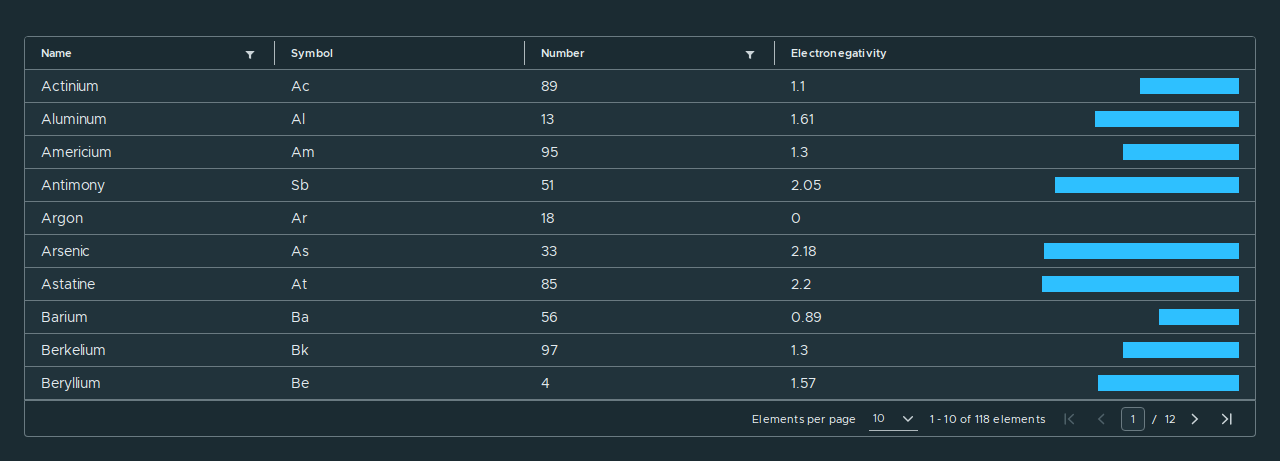 Name Symbol Number Electronegativity
Actinium Ac 89 1.1
Aluminum Al 13 1.61
Americium Am 95 1.3
Antimony Sb 51 2.05
Argon Ar 18 0
Arsenic As 33 2.18
Astatine At 85 2.2
Barium Ba 56 0.89
Berkelium Bk 97 1.3
Beryllium Be 4 1.57
Elements per page 10 1 - 10 of 118 elements 1 / 12